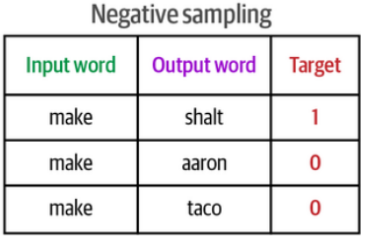 Negative sampling
Input word Output word Target
make shalt 1
make aaron 0
make taco 0